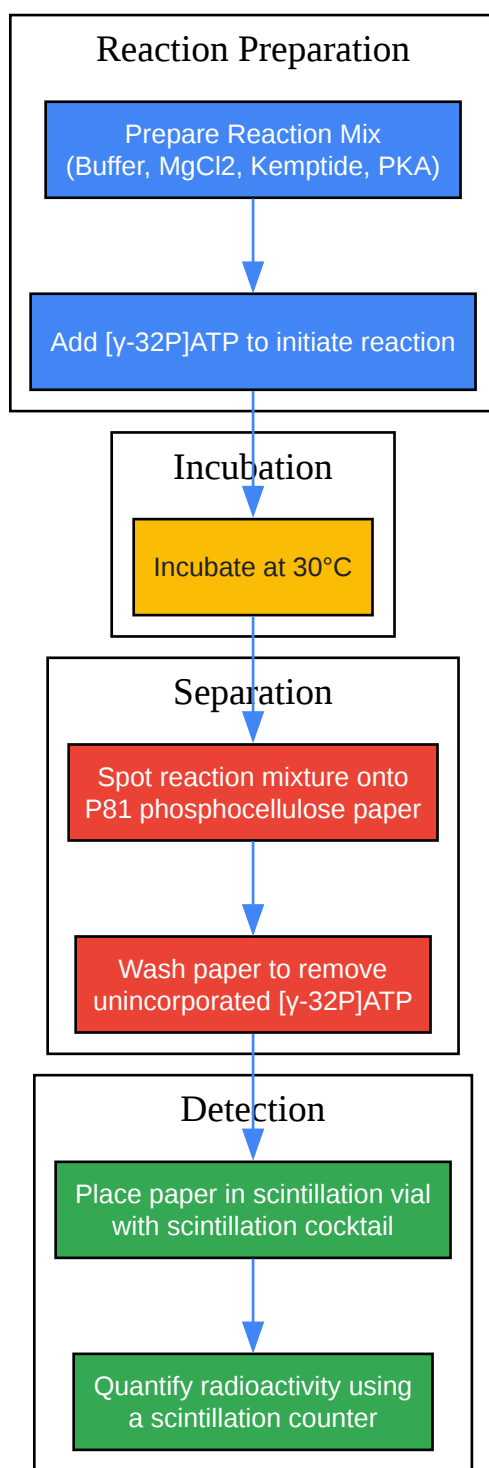 Reaction Preparation
Prepare Reaction Mix
(Buffer, MgCl2, Kemptide, PKA)
Add [γ-32P]ATP to initiate reaction
Incubation
Incubate at 30°C
Separation
Spot reaction mixture onto
P81 phosphocellulose paper
Wash paper to remove
unincorporated [γ-32P]ATP
Detection
Place paper in scintillation vial
with scintillation cocktail
Quantify radioactivity using
a scintillation counter